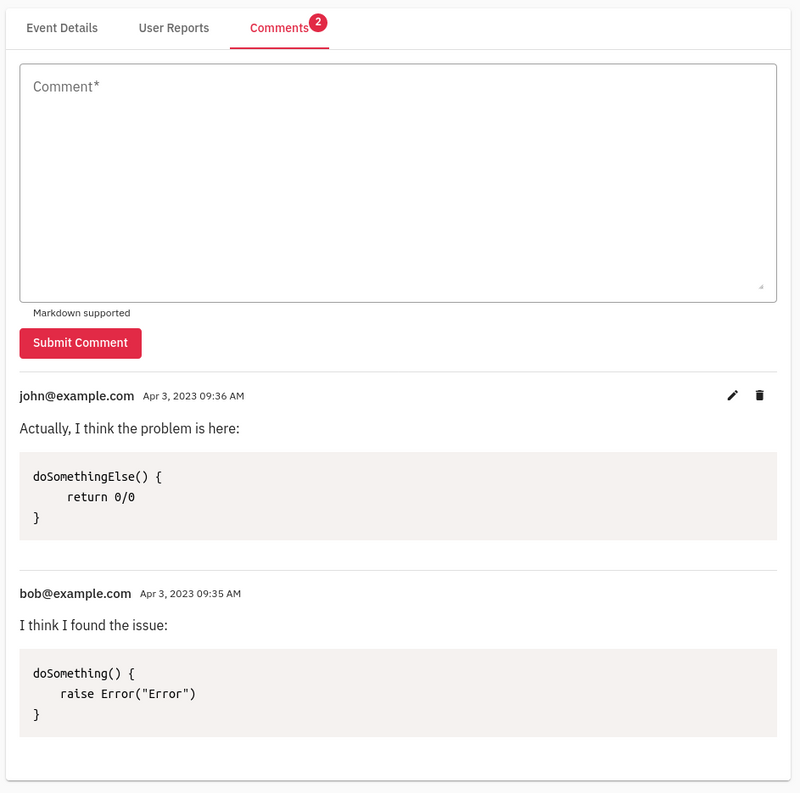 Event Details User Reports Comments 2
Comment*
Markdown supported
Submit Comment
john@example.com Apr 3, 2023 09:36 AM
Actually, I think the problem is here:
doSomethingElse() {
     return 0/0
}
bob@example.com Apr 3, 2023 09:35 AM
I think I found the issue:
doSomething() {
    raise Error("Error")
}